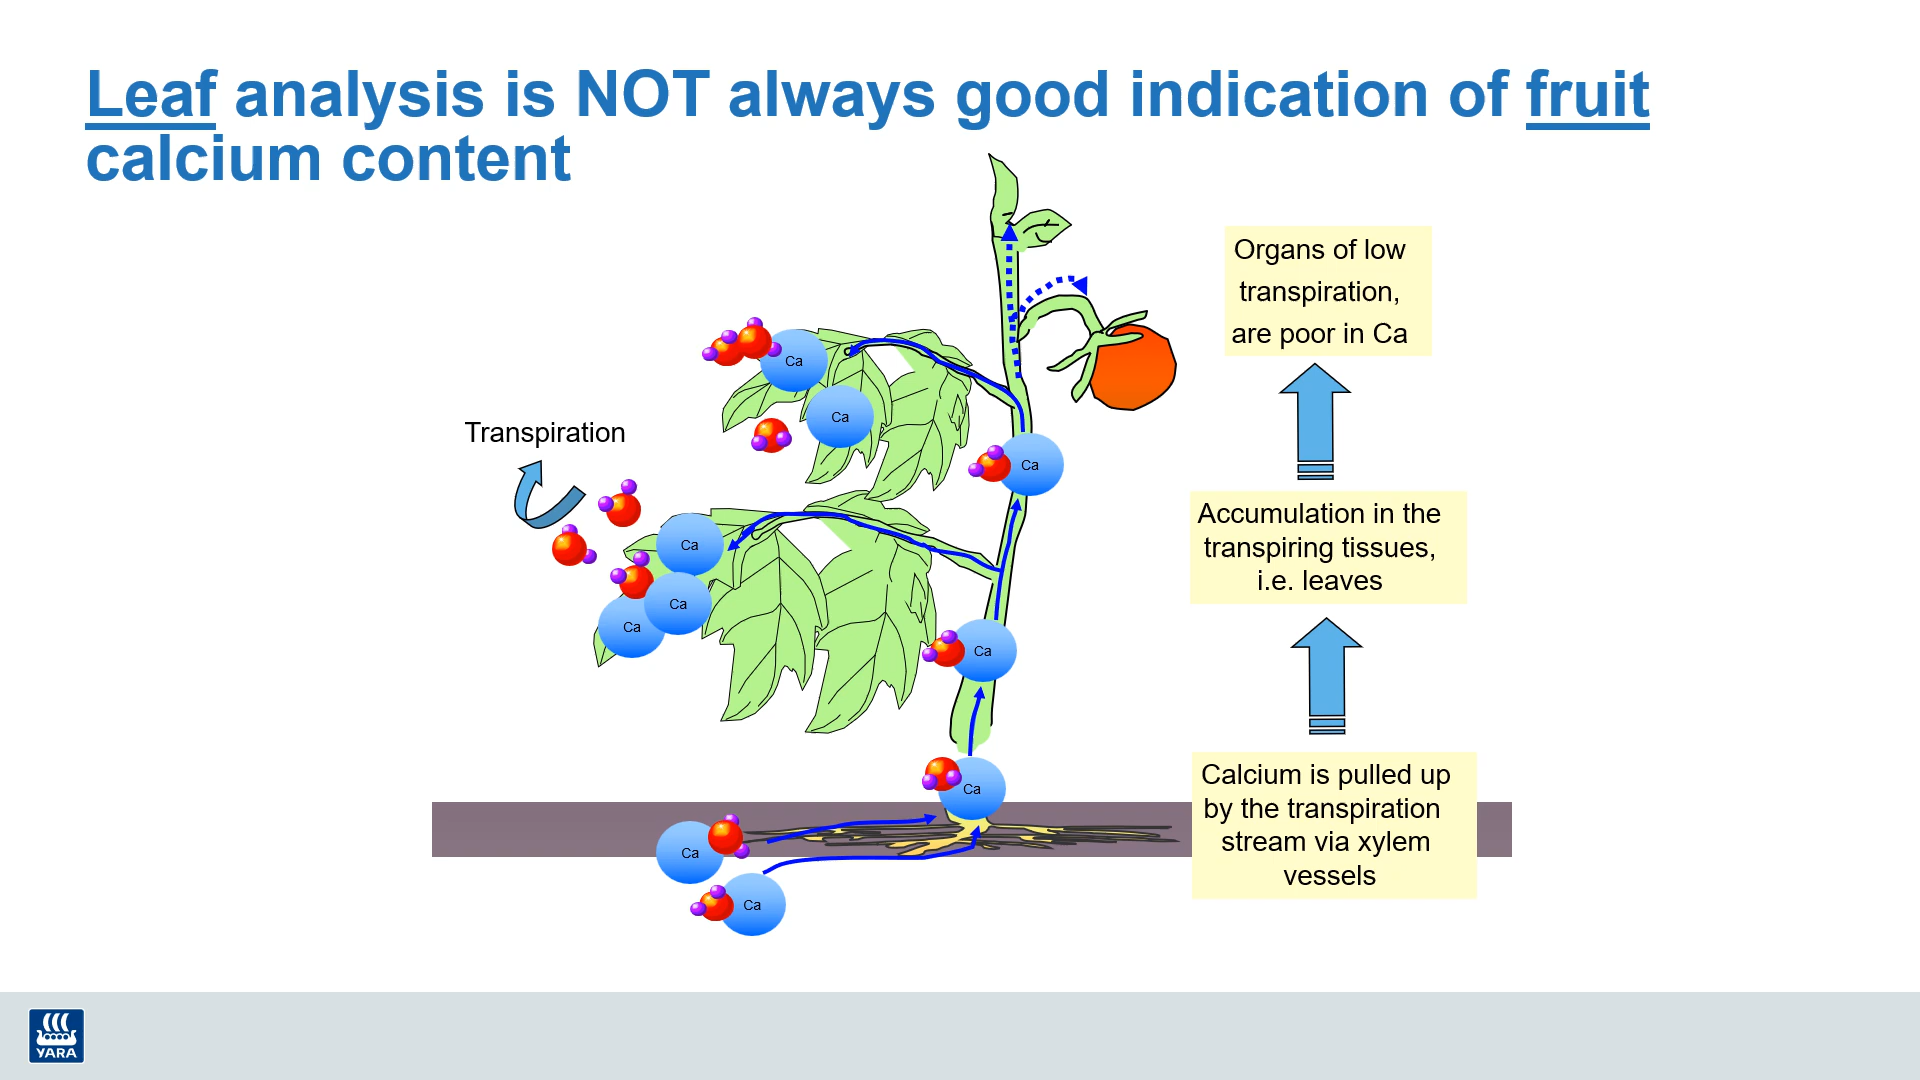 Leaf analysis is NOT always good indication of fruit
calcium content
Organs of low
transpiration,
are poor in Ca
Ca
Ca
Transpiration
Ca
Accumulation in the
transpiring tissues,
i.e. leaves
Ca
Ca
Ca
Ca
Calcium is pulled up
by the transpiration
stream via xylem
vessels
Ca
Ca
Ca
YARA